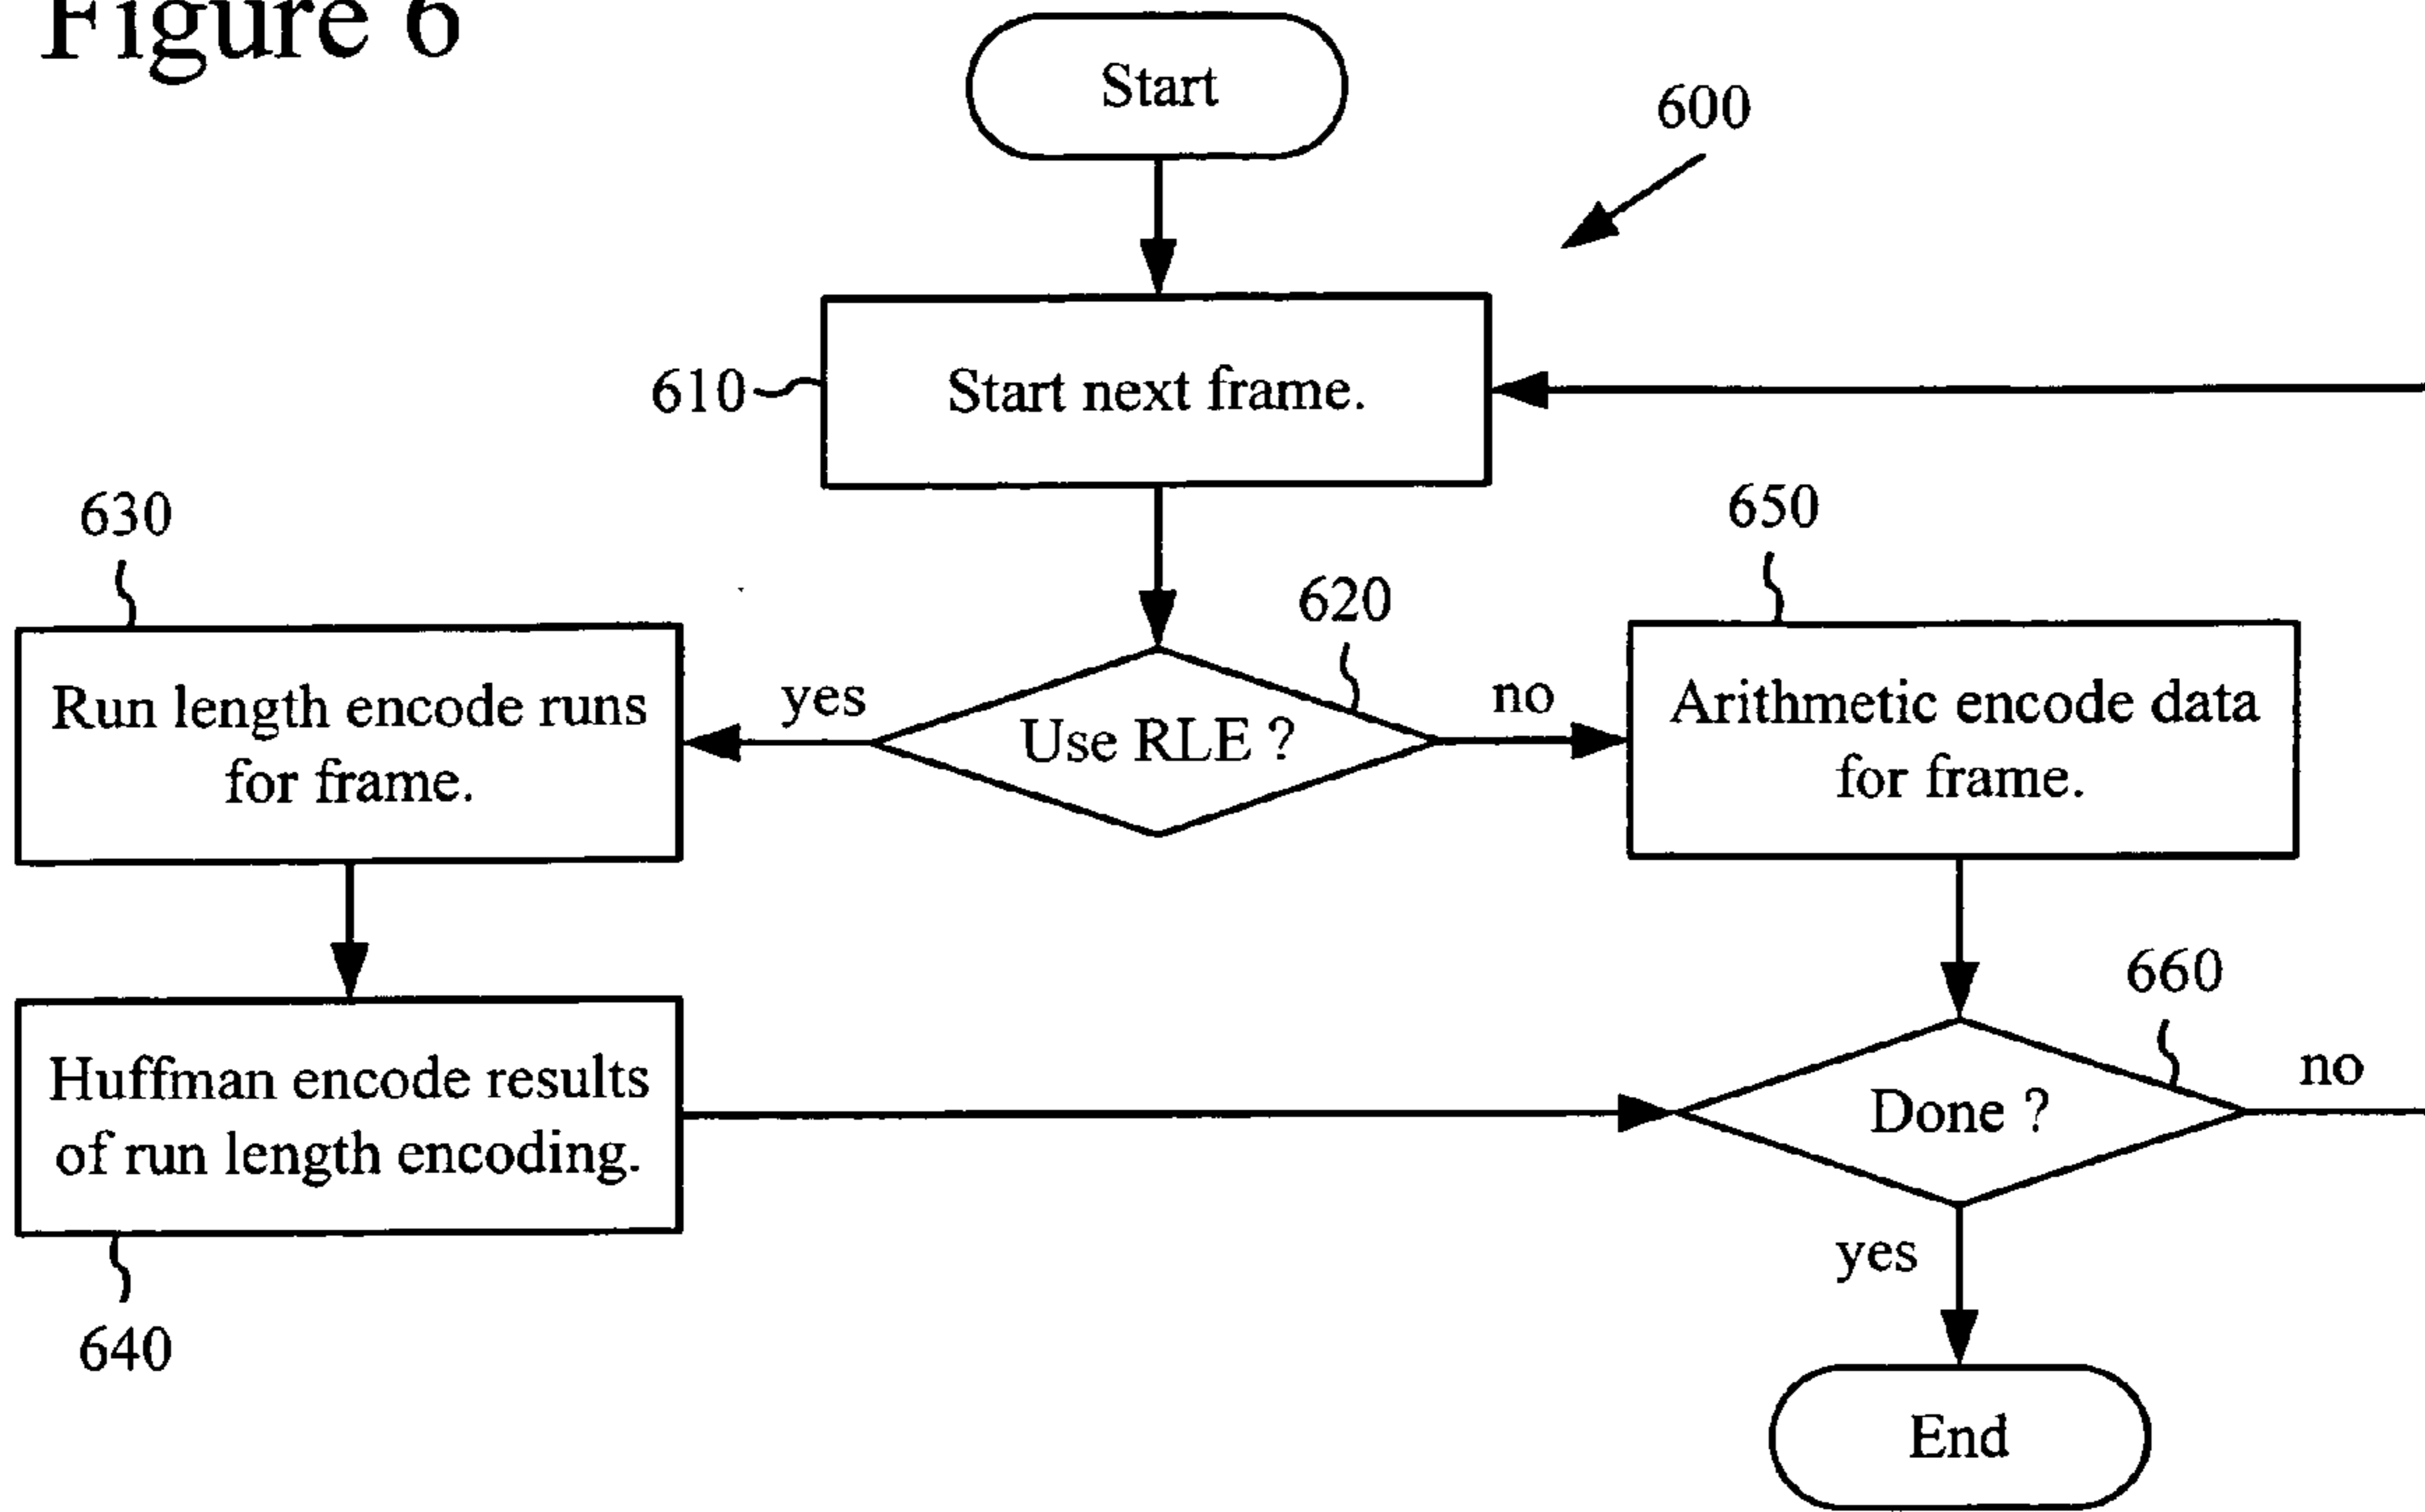 Figure 6
Start
600
610
Start next frame.
630
650
620
Run length encode runs
for frame.
yes
Use RLE ?
no
Arithmetic encode data
for frame.
660
Huffman encode results
of run length encoding.
Done ?
no
yes
640
End